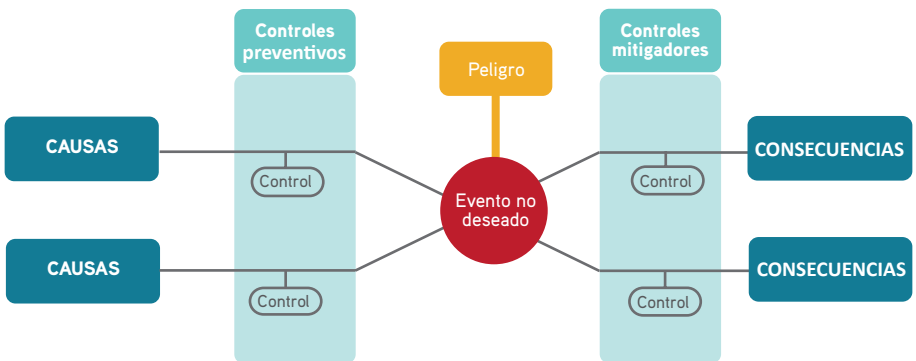 Controles
preventivos
Peligro
Controles
mitigadores
CAUSAS
Control
Evento no
deseado
Control
CONSECUENCIAS
CAUSAS
Control
Control
CONSECUENCIAS